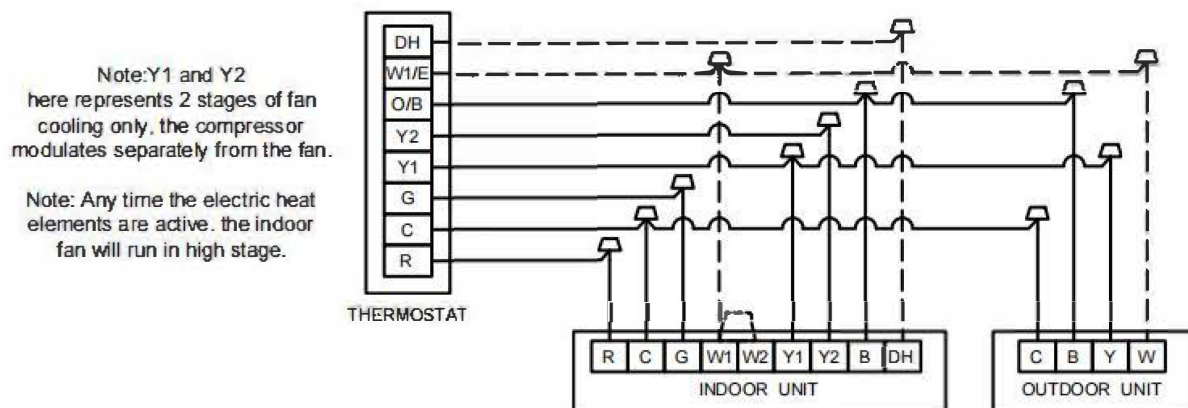 Note:Y1 and Y2
here represents 2 stages of fan
cooling only, the compressor
modulates separately from the fan.
Note: Any time the electric heat
elements are active. the indoor
fan will run in high stage.
DH
W1/E
O/B
Y2
Y1
G
C
R
THERMOSTAT
R C G W1 W2 Y1 Y2 B DH
INDOOR UNIT
C B Y W
OUTDOOR UNIT